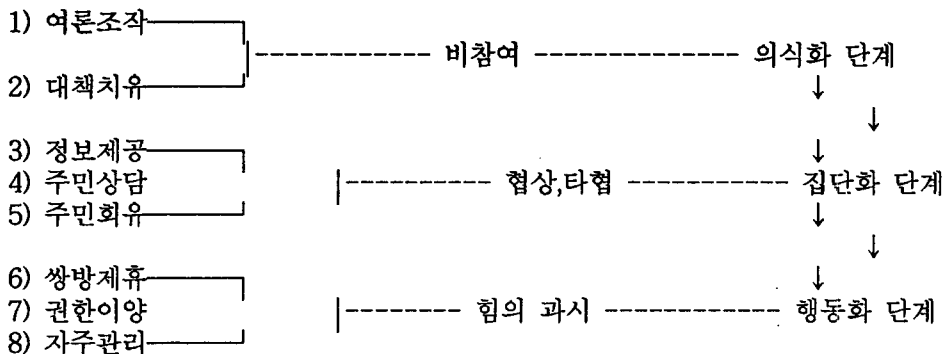 1) 여론조작
비참여 의식화 단계
2) 대책치유
↓
↓
3) 정보제공 ↓
4) 주민상담 협상,타협 집단화 단계
5) 주민회유 ↓
↓
6) 쌍방제휴 ↓
7) 권한이양 힘의 과시 행동화 단계
8) 자주관리